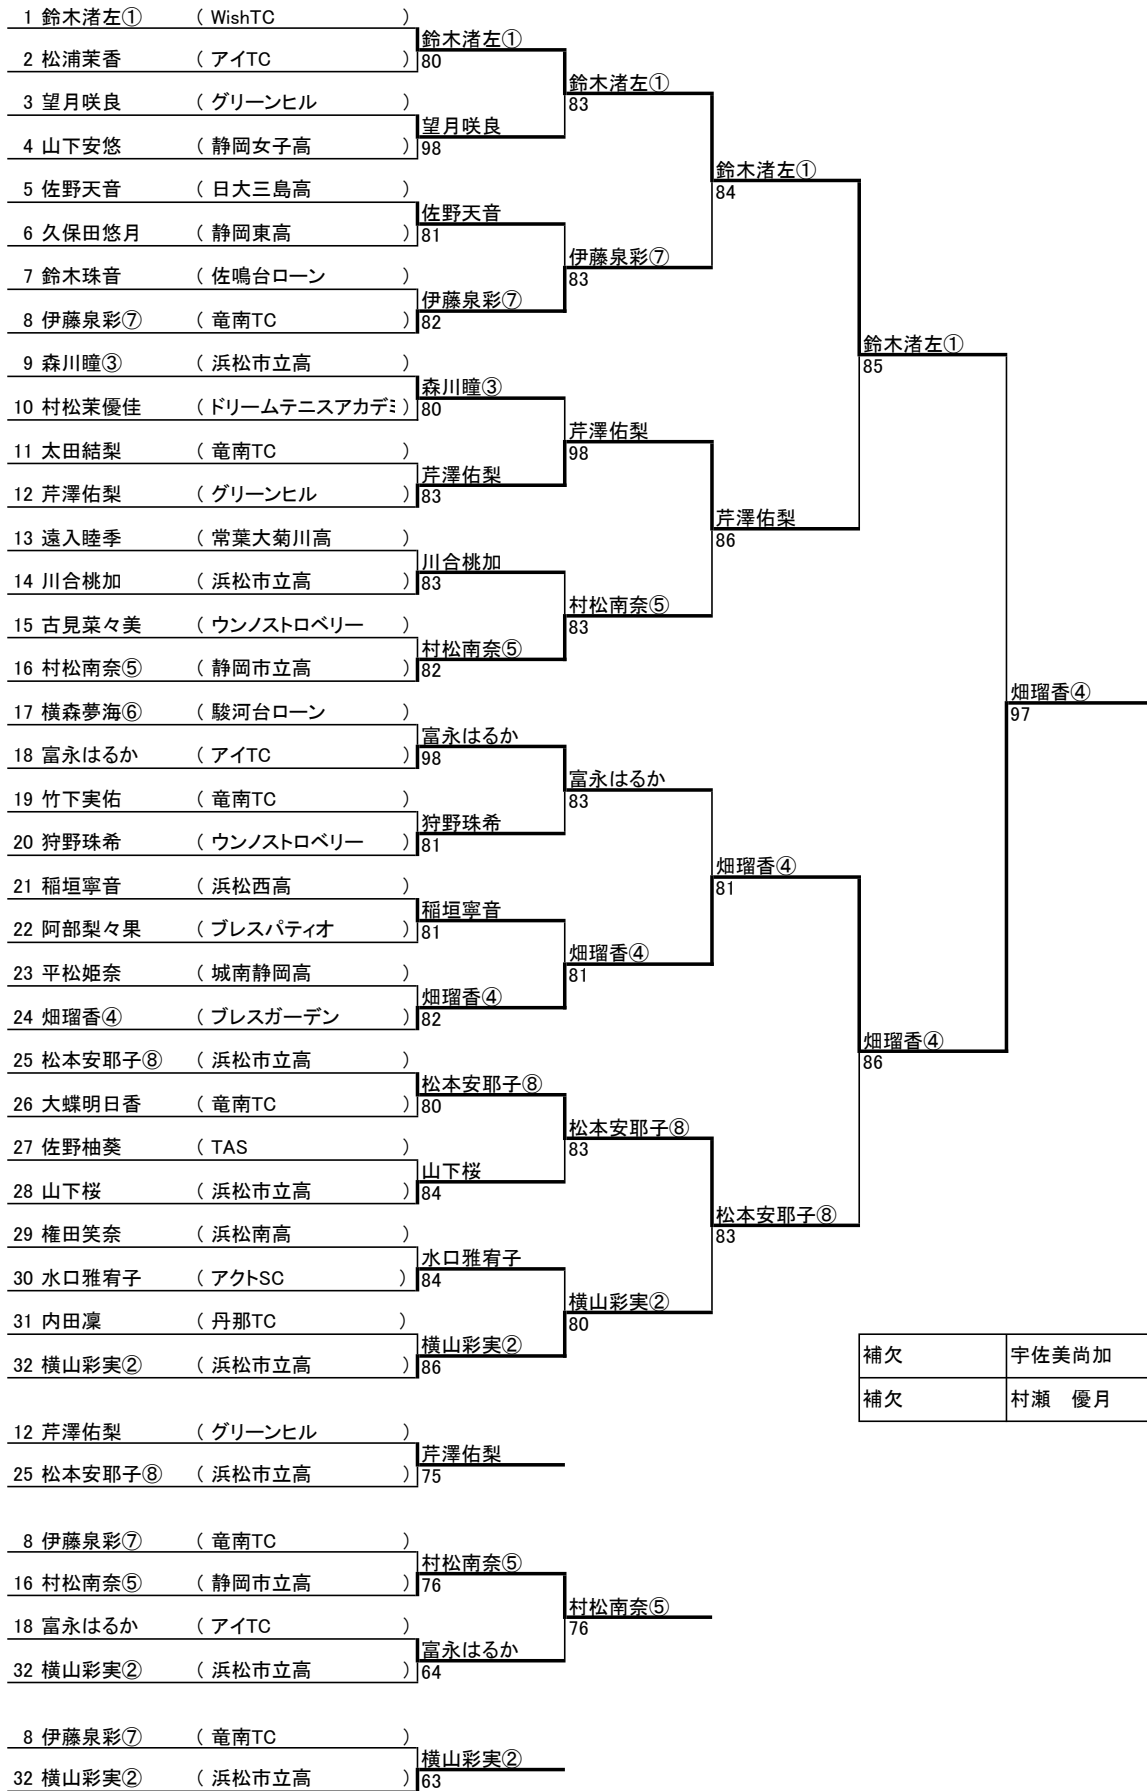 1 鈴木渚左① ( WishTC )
鈴木渚左①
2 松浦茉香 ( アイTC ) 80
鈴木渚左①
3 望月咲良 ( グリーンヒル ) 83
望月咲良
4 山下安悠 ( 静岡女子高 ) 98
鈴木渚左①
5 佐野天音 ( 日大三島高 ) 84
佐野天音
6 久保田悠月 ( 静岡東高 ) 81
伊藤泉彩⑦
7 鈴木珠音 ( 佐鳴台ローン ) 83
伊藤泉彩⑦
8 伊藤泉彩⑦ ( 竜南TC ) 82
鈴木渚左①
9 森川瞳③ ( 浜松市立高 ) 85
森川瞳③
10 村松茉優佳 ( ドリームテニスアカデミ ) 80
芹澤佑梨
11 太田結梨 ( 竜南TC ) 98
芹澤佑梨
12 芹澤佑梨 ( グリーンヒル ) 83
芹澤佑梨
13 遠入睦季 ( 常葉大菊川高 ) 86
川合桃加
14 川合桃加 ( 浜松市立高 ) 83
村松南奈⑤
15 古見菜々美 ( ウンノストロベリー ) 83
村松南奈⑤
16 村松南奈⑤ ( 静岡市立高 ) 82
畑瑠香④
17 横森夢海⑥ ( 駿河台ローン ) 97
富永はるか
18 富永はるか ( アイTC ) 98
富永はるか
19 竹下実佑 ( 竜南TC ) 83
狩野珠希
20 狩野珠希 ( ウンノストロベリー ) 81
畑瑠香④
21 稲垣寧音 ( 浜松西高 ) 81
稲垣寧音
22 阿部梨々果 ( ブレスパティオ ) 81
畑瑠香④
23 平松姫奈 ( 城南静岡高 ) 81
畑瑠香④
24 畑瑠香④ ( ブレスガーデン ) 82
畑瑠香④
25 松本安耶子⑧ ( 浜松市立高 ) 86
松本安耶子⑧
26 大蝶明日香 ( 竜南TC ) 80
松本安耶子⑧
27 佐野柚葵 ( TAS ) 83
山下桜
28 山下桜 ( 浜松市立高 ) 84
松本安耶子⑧
29 権田笑奈 ( 浜松南高 ) 83
水口雅宥子
30 水口雅宥子 ( アクトSC ) 84
横山彩実②
31 内田凜 ( 丹那TC ) 80
横山彩実②
32 横山彩実② ( 浜松市立高 ) 86
補欠 宇佐美尚加
補欠 村瀬 優月
12 芹澤佑梨 ( グリーンヒル )
芹澤佑梨
25 松本安耶子⑧ ( 浜松市立高 ) 75
8 伊藤泉彩⑦ ( 竜南TC )
村松南奈⑤
16 村松南奈⑤ ( 静岡市立高 ) 76
村松南奈⑤
18 富永はるか ( アイTC ) 76
富永はるか
32 横山彩実② ( 浜松市立高 ) 64
8 伊藤泉彩⑦ ( 竜南TC )
横山彩実②
32 横山彩実② ( 浜松市立高 ) 63